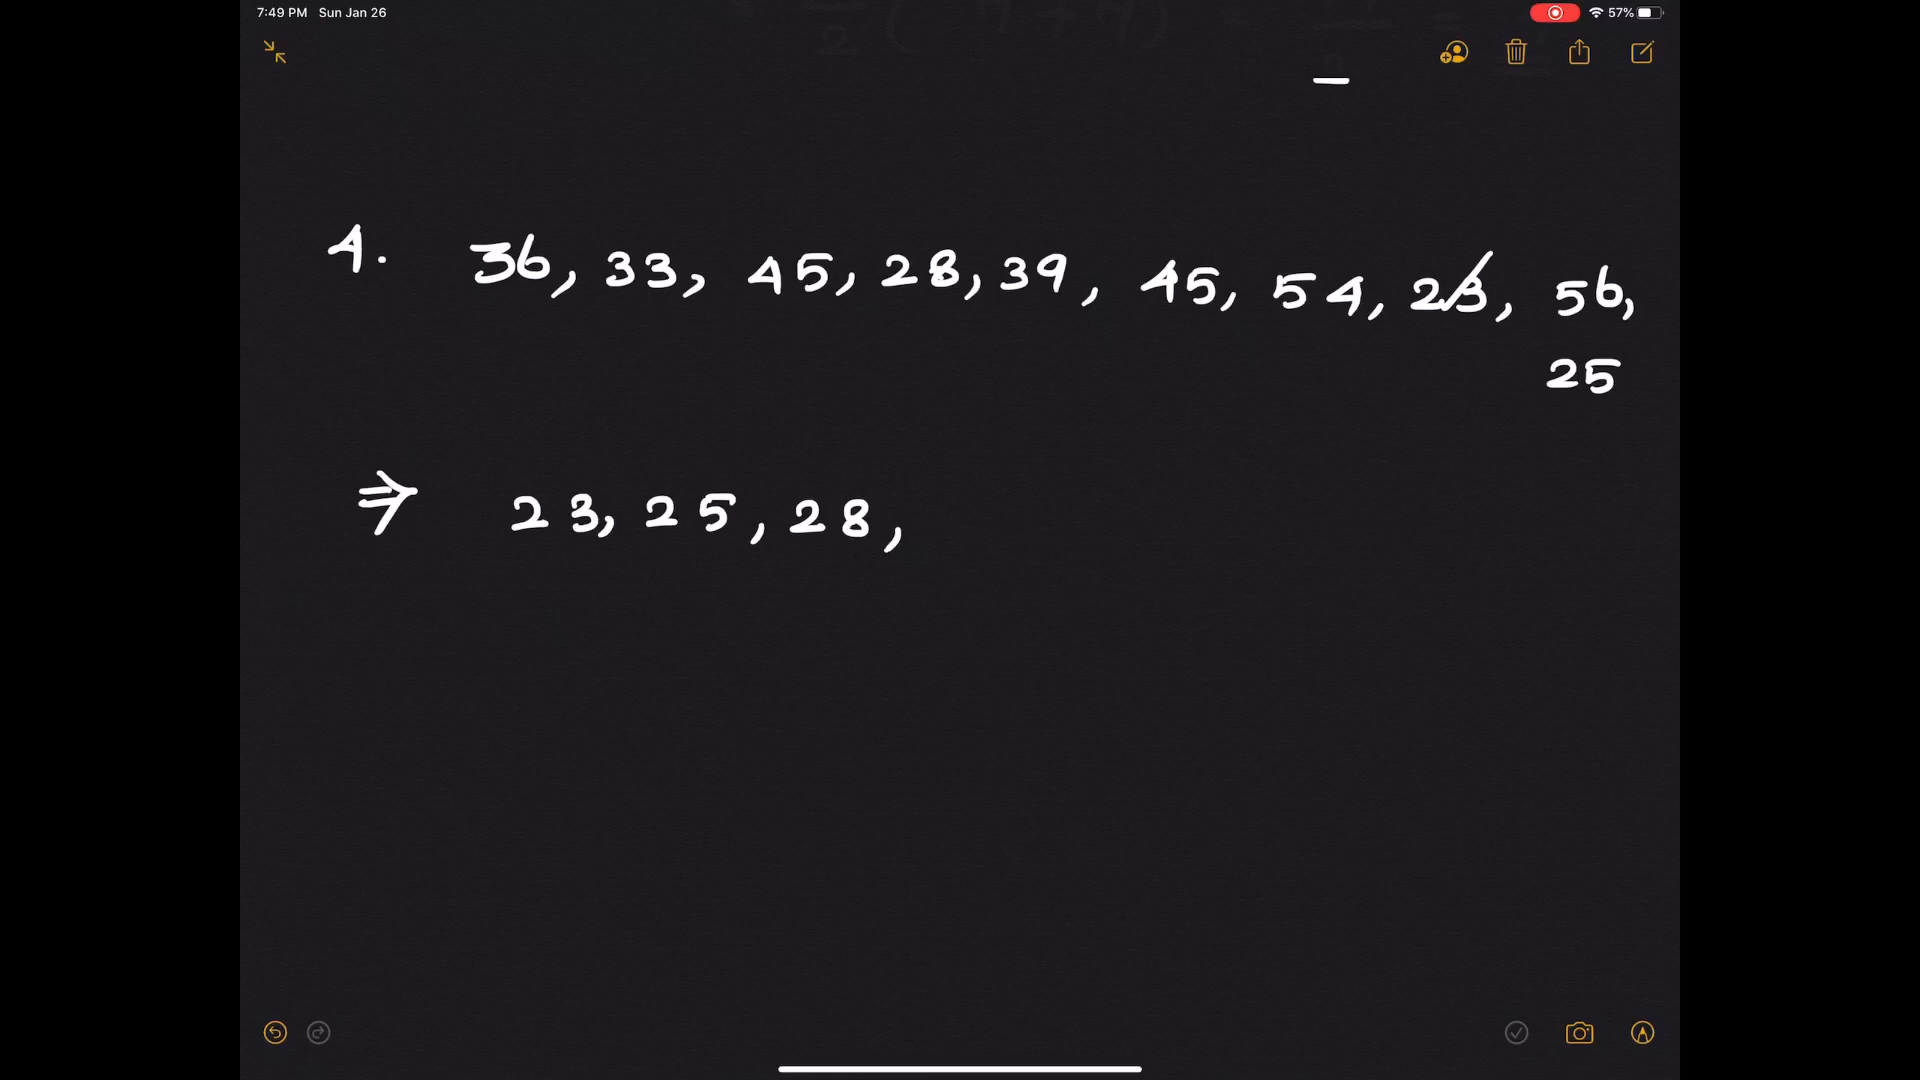 7:49 PM Sun Jan 26
57%
4. 36, 33, 45, 28, 39, 45, 54, 23, 56,
25
⇒ 23, 25, 28,